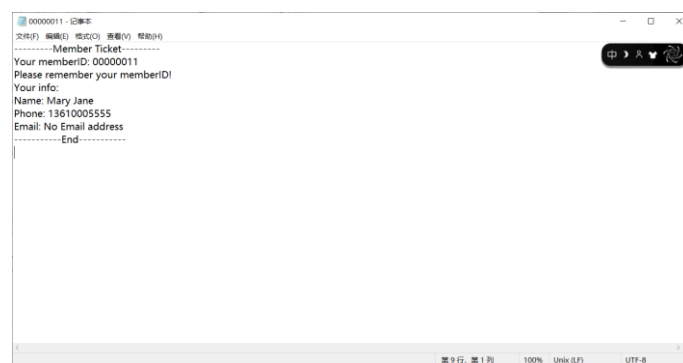 00000011 - 记事本
文件(F) 编辑(E) 格式(O) 查看(V) 帮助(H)
---------Member Ticket---------
Your memberID: 00000011
Please remember your memberID!
Your info:
Name: Mary Jane
Phone: 13610005555
Email: No Email address
-----------End-----------
中
第 9 行，第 1 列 100% Unix (LF) UTF-8